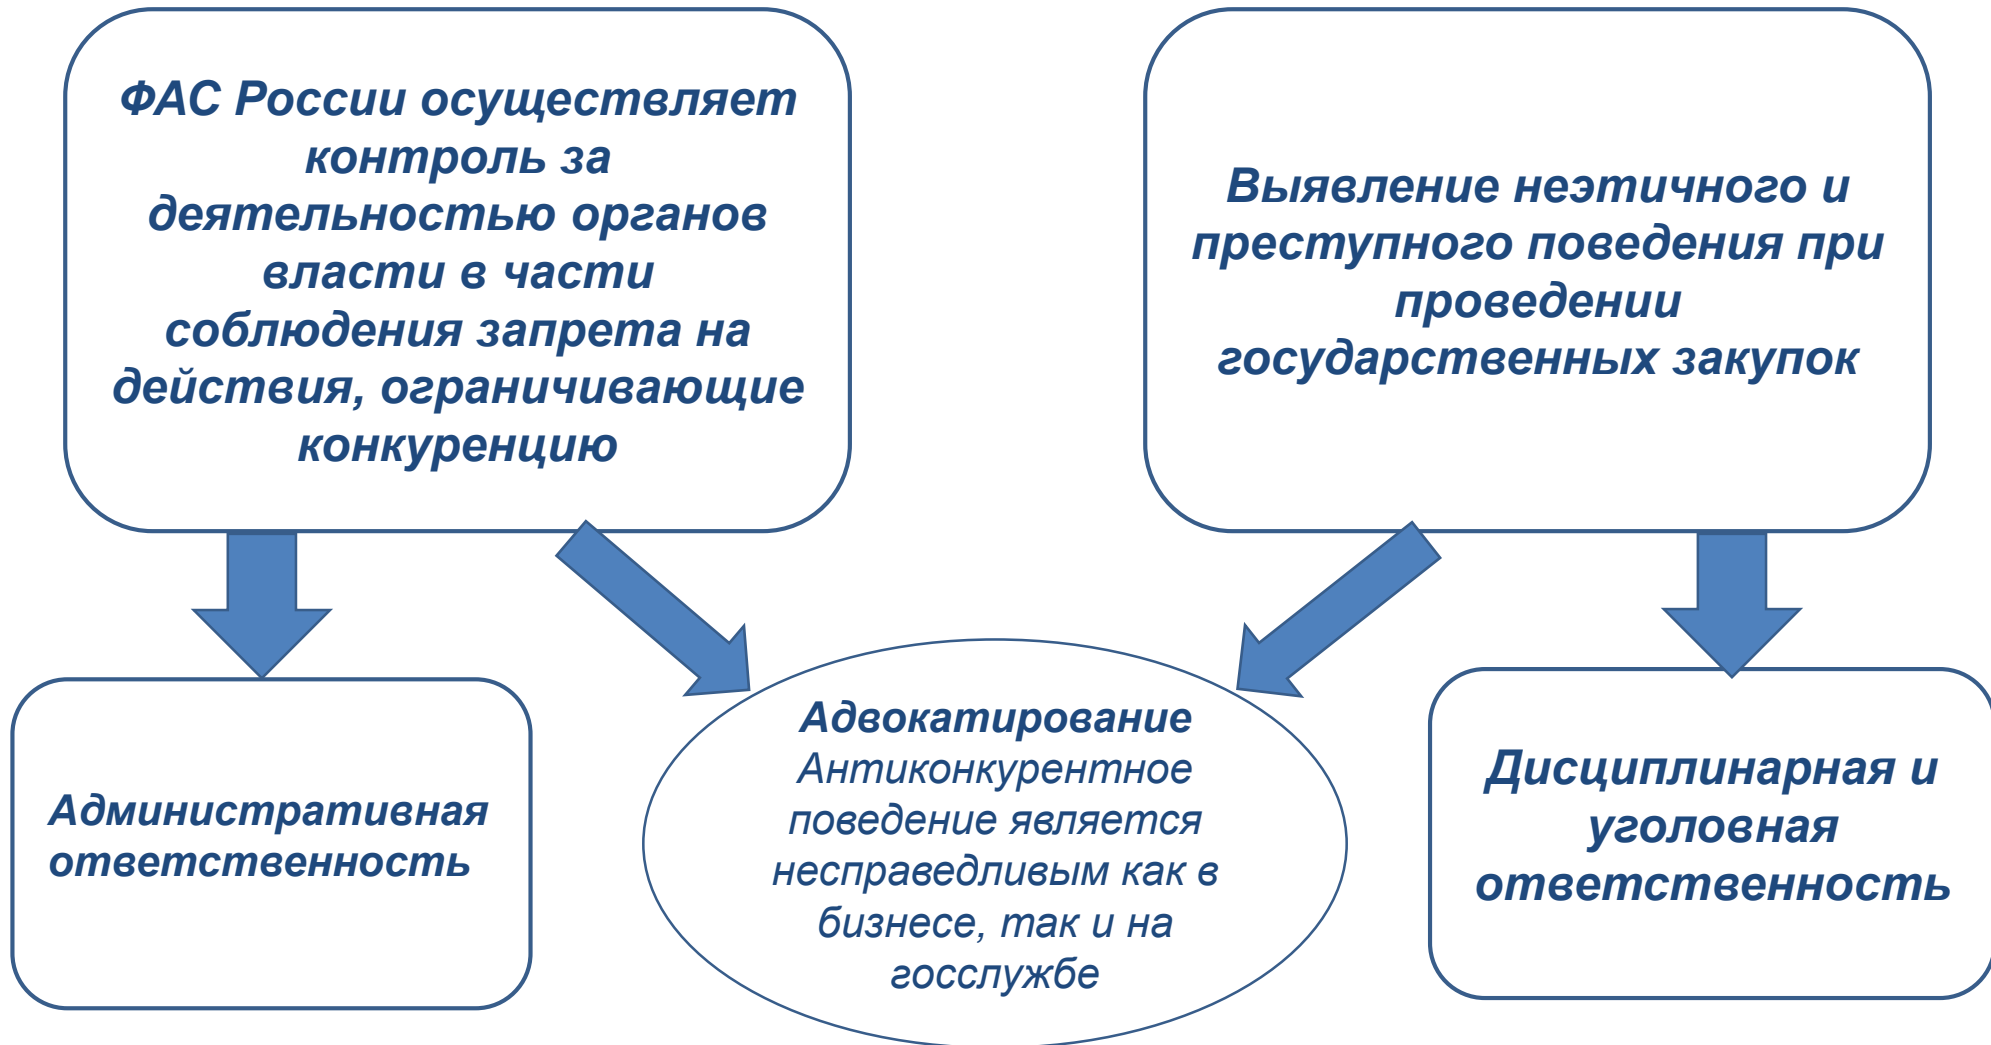 ФАС России осуществляет
контроль за
деятельностью органов
власти в части
соблюдения запрета на
действия, ограничивающие
конкуренцию
Выявление неэтичного и
преступного поведения при
проведении
государственных закупок
Административная
ответственность
Адвокатирование
Антиконкурентное
поведение является
несправедливым как в
бизнесе, так и на
госслужбе
Дисциплинарная и
уголовная
ответственность